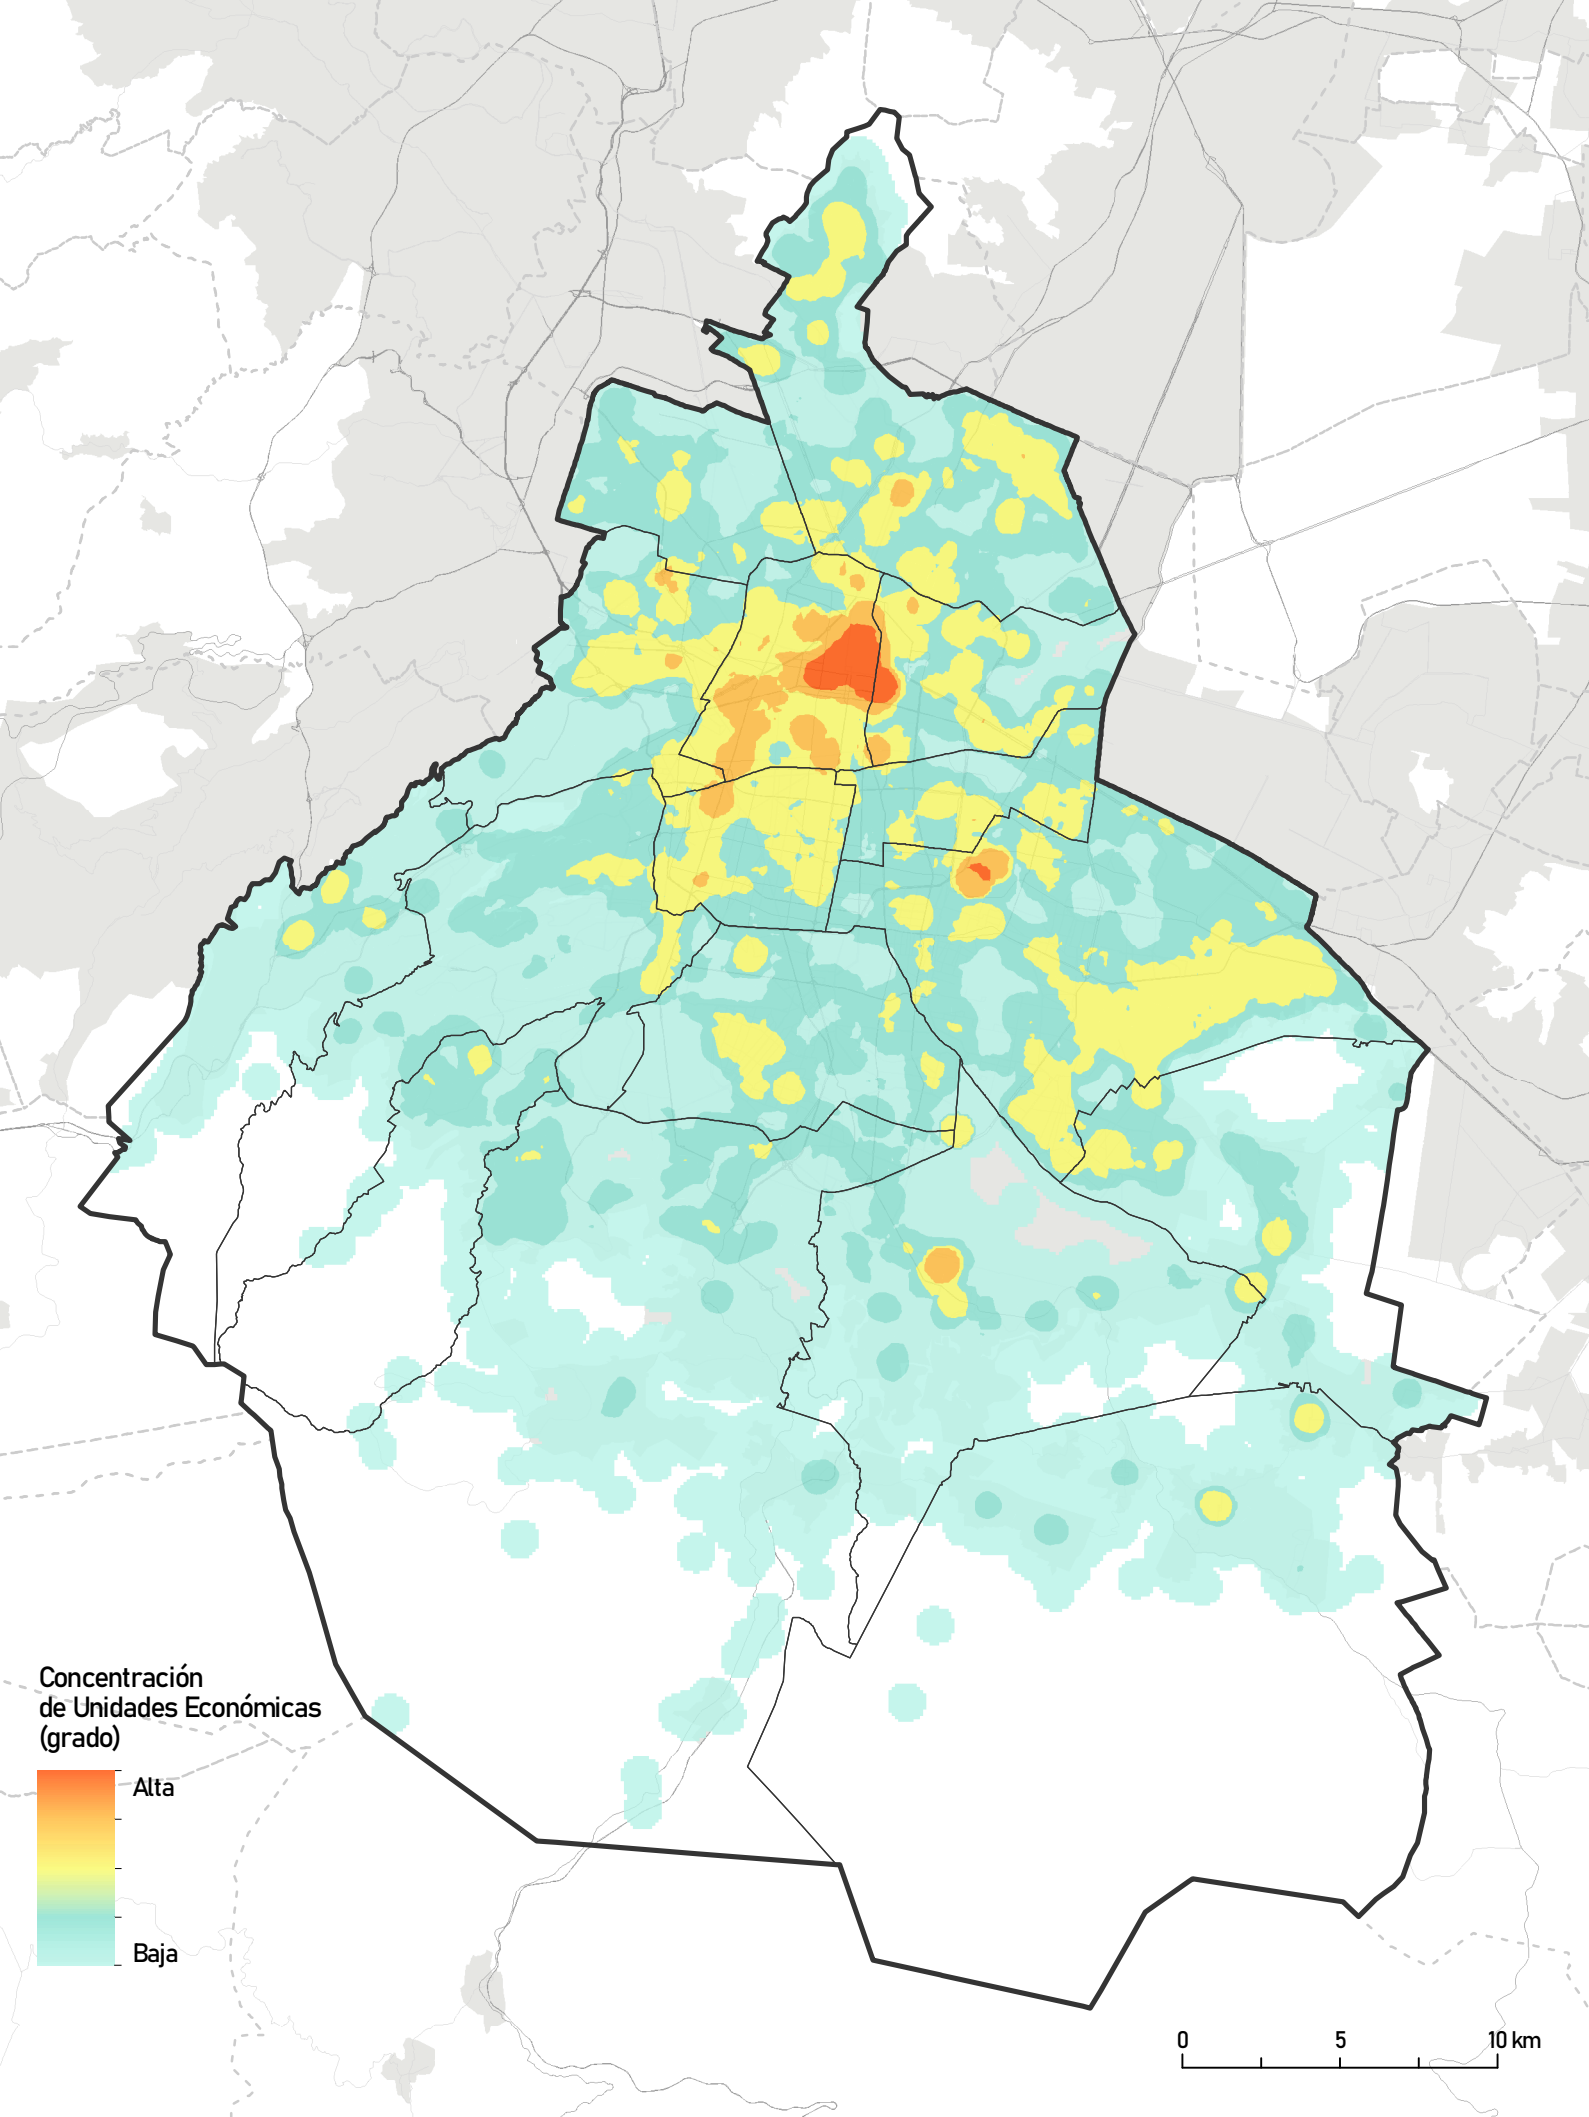 Concentración
de Unidades Económicas
(grado)
Alta
Baja
0 5 10 km